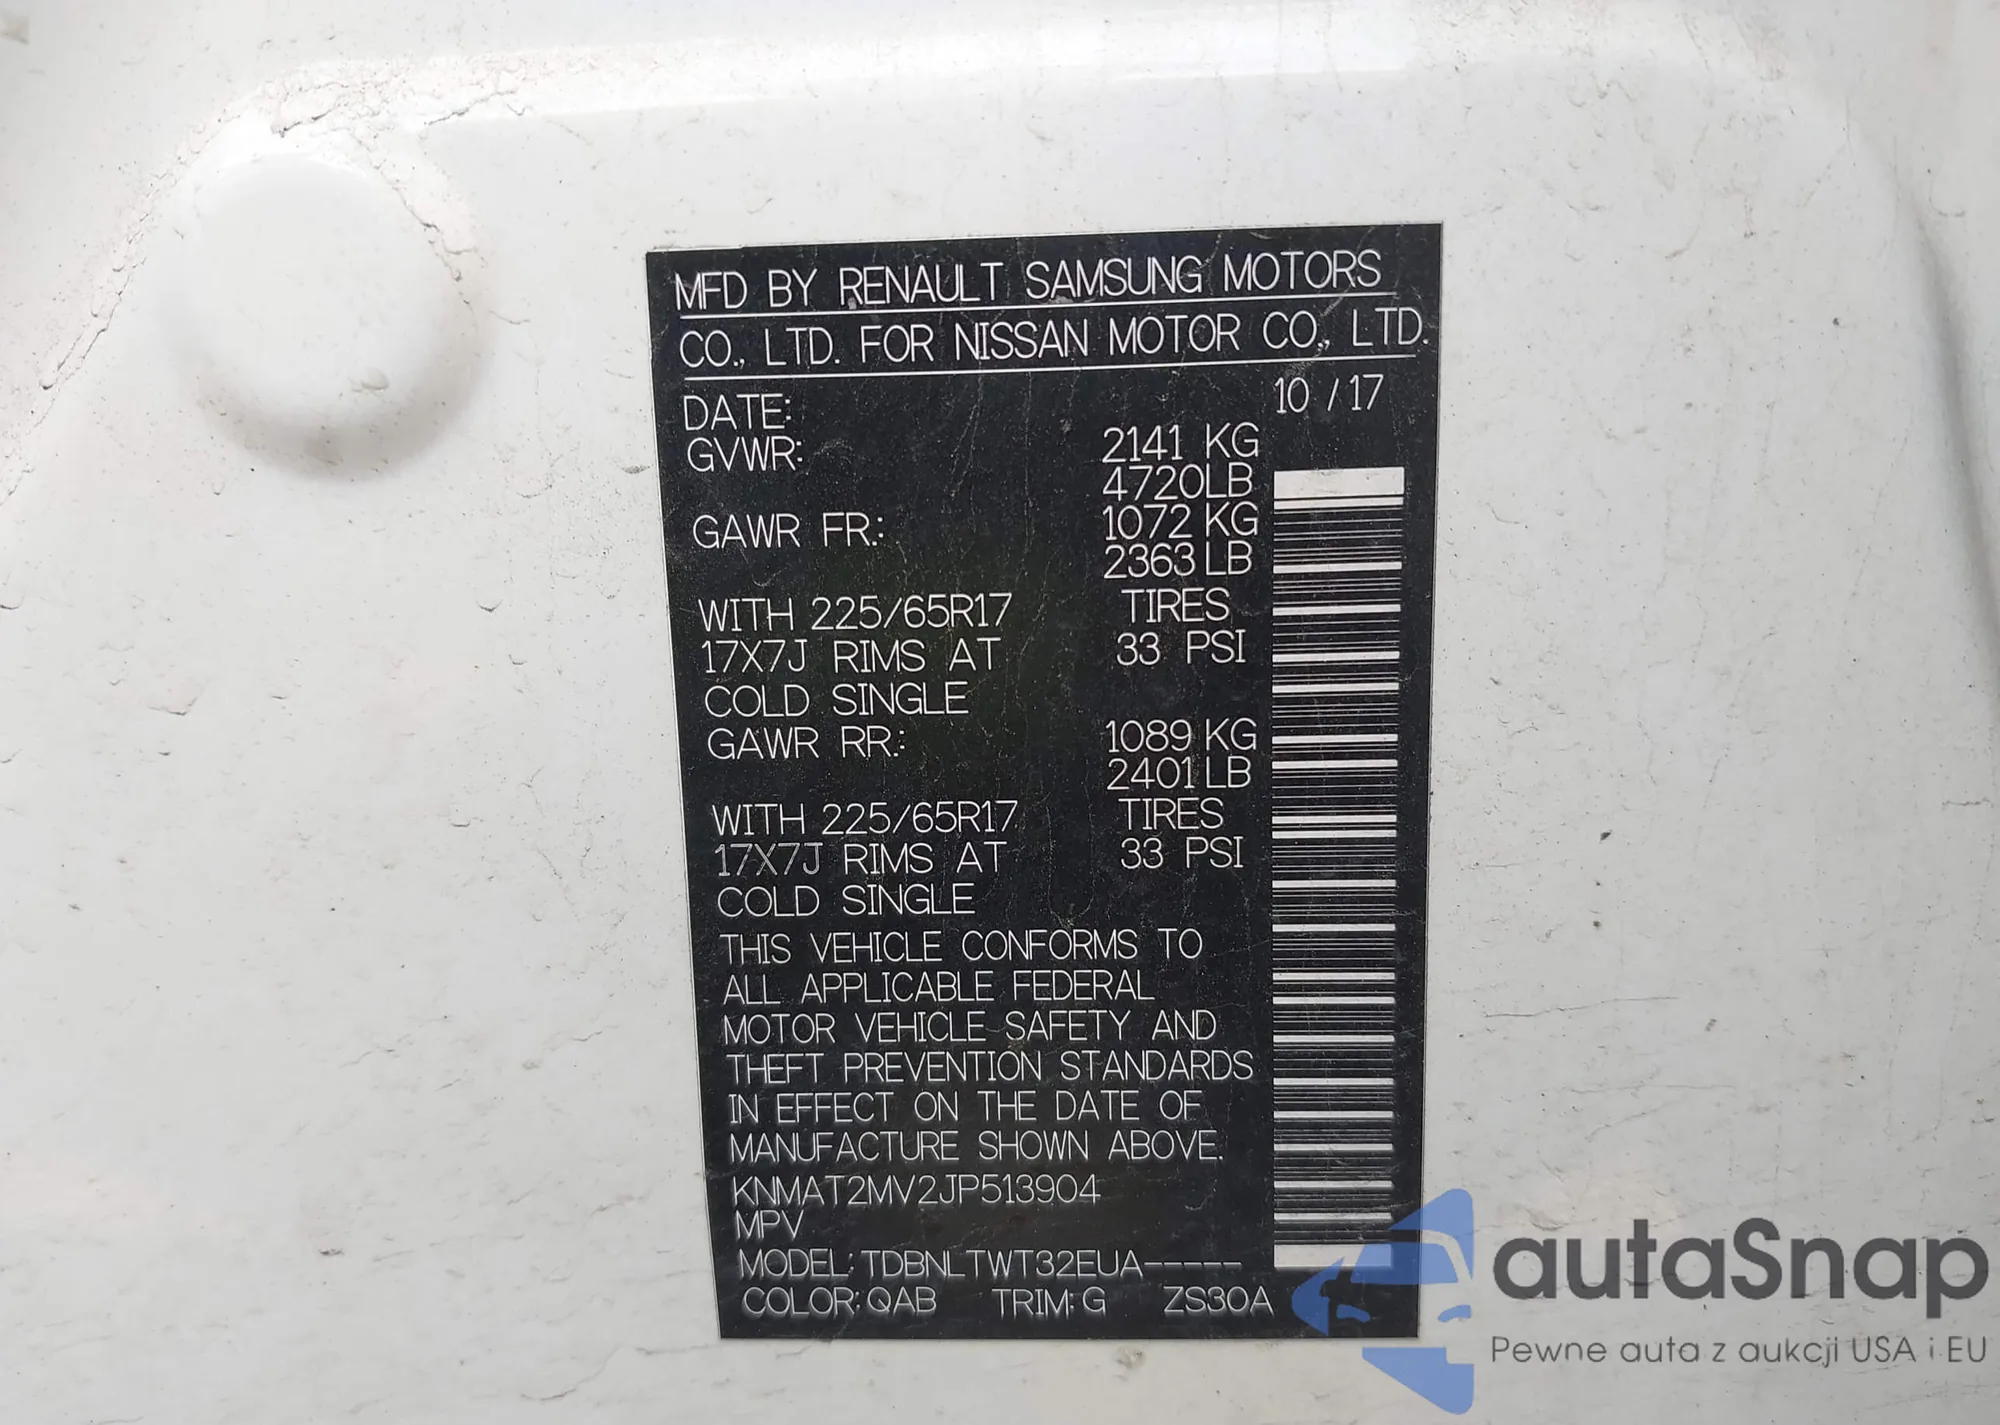 MFD BY RENAULT SAMSUNG MOTORS
CO., LTD. FOR NISSAN MOTOR CO., LTD.
DATE: 10 / 17
GVWR: 2141 KG
4720LB
GAWR FR.: 1072 KG
2363 LB
WITH 225/65R17 TIRES
17X7J RIMS AT 33 PSI
COLD SINGLE
GAWR RR.: 1089 KG
2401 LB
WITH 225/65R17 TIRES
17X7J RIMS AT 33 PSI
COLD SINGLE
THIS VEHICLE CONFORMS TO
ALL APPLICABLE FEDERAL
MOTOR VEHICLE SAFETY AND
THEFT PREVENTION STANDARDS
IN EFFECT ON THE DATE OF
MANUFACTURE SHOWN ABOVE.
KNMAT2MV2JP513904
MPV
MODEL: TDBNLTWT32EUA-----
COLOR: QAB TRIM: G ZS30A
autaSnap
Pewne auta z aukcji USA i EU